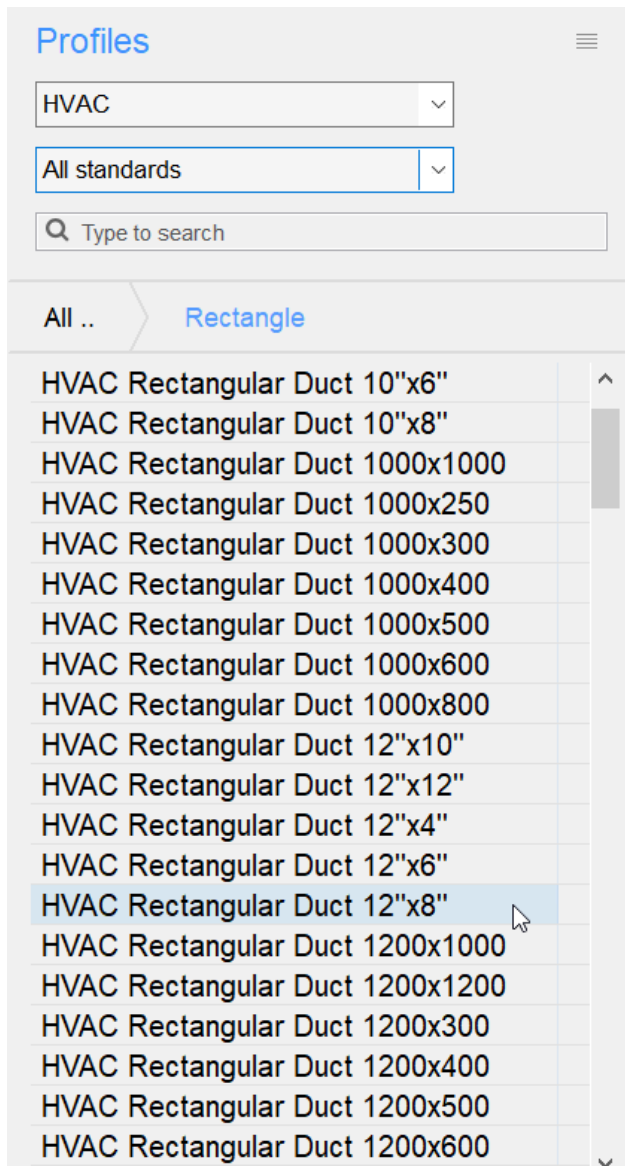 Profiles
HVAC
All standards
Type to search
All .. Rectangle
HVAC Rectangular Duct 10"x6"
HVAC Rectangular Duct 10"x8"
HVAC Rectangular Duct 1000x1000
HVAC Rectangular Duct 1000x250
HVAC Rectangular Duct 1000x300
HVAC Rectangular Duct 1000x400
HVAC Rectangular Duct 1000x500
HVAC Rectangular Duct 1000x600
HVAC Rectangular Duct 1000x800
HVAC Rectangular Duct 12"x10"
HVAC Rectangular Duct 12"x12"
HVAC Rectangular Duct 12"x4"
HVAC Rectangular Duct 12"x6"
HVAC Rectangular Duct 12"x8"
HVAC Rectangular Duct 1200x1000
HVAC Rectangular Duct 1200x1200
HVAC Rectangular Duct 1200x300
HVAC Rectangular Duct 1200x400
HVAC Rectangular Duct 1200x500
HVAC Rectangular Duct 1200x600